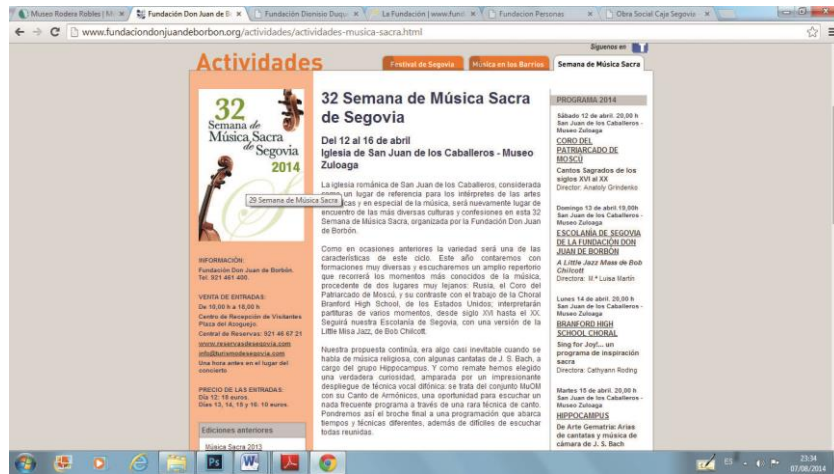 Museo Rodera Robles | M
Fundación Don Juan de B
Fundación Dionisio Duqu
La Fundación | www.fund
Fundacion Personas
Obra Social Caja Segovia
www.fundaciondonjuandeborbon.org/actividades/actividades-musica-sacra.html
Síguenos en
Actividades
Festival de Segovia
Música en los Barrios
Semana de Música Sacra
32
Semana de
Música Sacra
de Segovia
2014
29 Semana de Música Sacra
INFORMACIÓN:
Fundación Don Juan de Borbón.
Tel. 921 461 400.
VENTA DE ENTRADAS:
De 10,00 h a 18,00 h
Centro de Recepción de Visitantes
Plaza del Azoguejo.
Central de Reservas: 921 46 67 21
www.reservasdesegovia.com
info@turismodesegovia.com
Una hora antes en el lugar del
concierto
PRECIO DE LAS ENTRADAS:
Día 12: 18 euros.
Días 13, 14, 15 y 16: 10 euros.
Ediciones anteriores
Música Sacra 2013
32 Semana de Música Sacra
de Segovia
Del 12 al 16 de abril
Iglesia de San Juan de los Caballeros - Museo
Zuloaga
La iglesia románica de San Juan de los Caballeros, considerada
como un lugar de referencia para los intérpretes de las artes
cas y en especial de la música, será nuevamente lugar de
encuentro de las más diversas culturas y confesiones en esta 32
Semana de Música Sacra, organizada por la Fundación Don Juan
de Borbón.
Como en ocasiones anteriores la variedad será una de las
características de este ciclo. Este año contaremos con
formaciones muy diversas y escucharemos un amplio repertorio
que recorrerá los momentos más conocidos de la música,
procedente de dos lugares muy lejanos: Rusia, el Coro del
Patriarcado de Moscú, y su contraste con el trabajo de la Choral
Branford High School, de los Estados Unidos; interpretarán
partituras de varios momentos, desde siglo XVI hasta el XX.
Seguirá nuestra Escolanía de Segovia, con una versión de la
Little Misa Jazz, de Bob Chilcott.
Nuestra propuesta continúa, era algo casi inevitable cuando se
habla de música religiosa, con algunas cantatas de J. S. Bach, a
cargo del grupo Hippocampus. Y como remate hemos elegido
una verdadera curiosidad, amparada por un impresionante
despliegue de técnica vocal difónica: se trata del conjunto MuOM
con su Canto de Armónicos, una oportunidad para escuchar un
nada frecuente programa a través de una rara técnica de canto.
Pondremos así el broche final a una programación que abarca
tiempos y técnicas diferentes, además de difíciles de escuchar
todas reunidas.
PROGRAMA 2014
Sábado 12 de abril. 20,00 h
San Juan de los Caballeros -
Museo Zuloaga
CORO DEL
PATRIARCADO DE
MOSCÚ
Cantos Sagrados de los
siglos XVI al XX
Director: Anatoly Grindenko
Domingo 13 de abril.19,00h
San Juan de los Caballeros -
Museo Zuloaga
ESCOLANÍA DE SEGOVIA
DE LA FUNDACIÓN DON
JUAN DE BORBÓN
A Little Jazz Mass de Bob
Chilcott
Directora: M.ª Luisa Martín
Lunes 14 de abril. 20,00 h
San Juan de los Caballeros -
Museo Zuloaga
BRANFORD HIGH
SCHOOL CHORAL
Sing for Joy!... un
programa de inspiración
sacra
Directora: Cathyann Roding
Martes 15 de abril. 20,00 h
San Juan de los Caballeros -
Museo Zuloaga
HIPPOCAMPUS
De Arte Gematria: Arias
de cantatas y música de
cámara de J. S. Bach
Ps
W
ES
23:34
07/08/2014